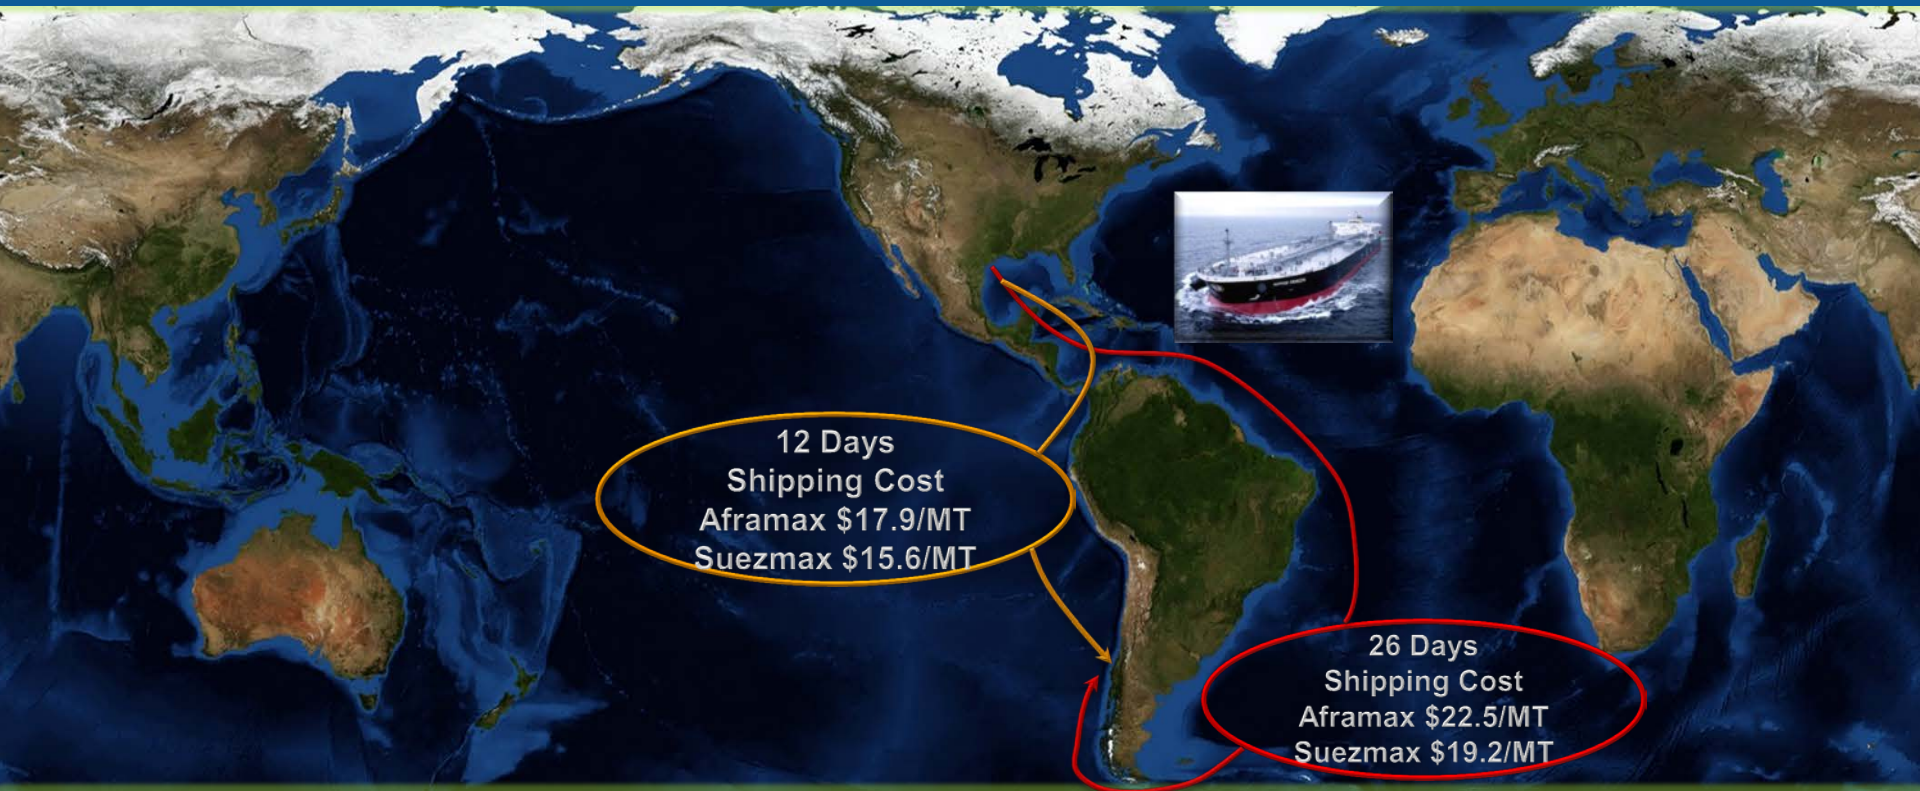 12 Days
Shipping Cost
Aframax $17.9/MT
Suezmax $15.6/MT
26 Days
Shipping Cost
Aframax $22.5/MT
Suezmax $19.2/MT